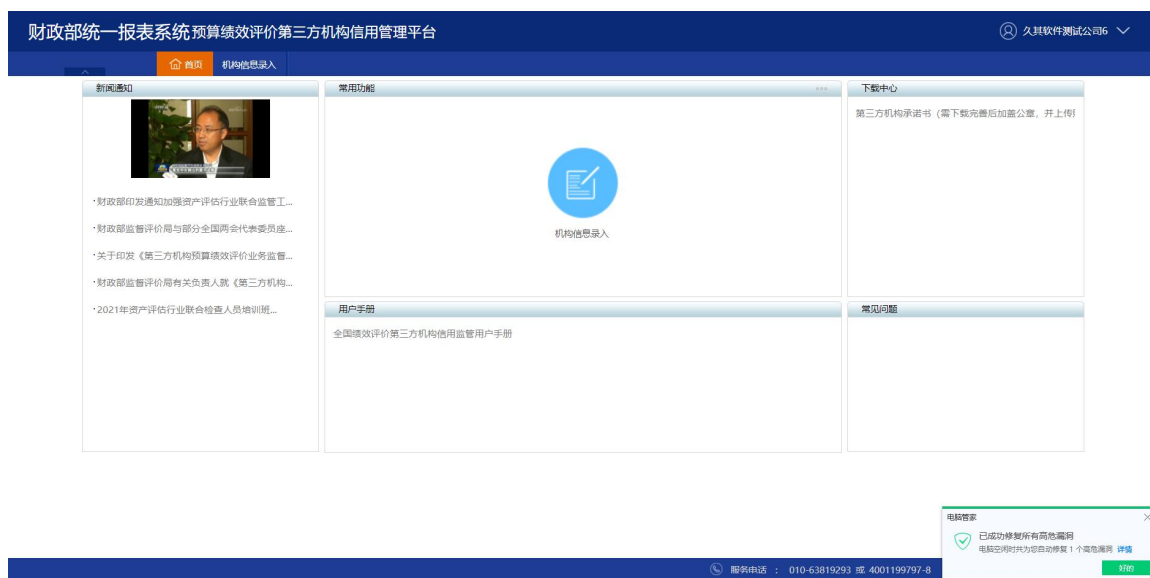 财政部统一报表系统预算绩效评价第三方机构信用管理平台
久其软件测试公司6
首页
机构信息录入
新闻通知
·财政部印发通知加强资产评估行业联合监管工...
·财政部监督评价局与部分全国两会代表委员座...
·关于印发《第三方机构预算绩效评价业务监督...
·财政部监督评价局有关负责人就《第三方机构...
·2021年资产评估行业联合检查人员培训班...
常用功能
机构信息录入
用户手册
全国绩效评价第三方机构信用监管用户手册
下载中心
第三方机构承诺书（需下载完善后加盖公章，并上传
常见问题
电脑管家
已成功修复所有高危漏洞
电脑空闲时共为您自动修复 1 个高危漏洞 详情
好的
服务电话 ： 010-63819293 或 4001199797-8